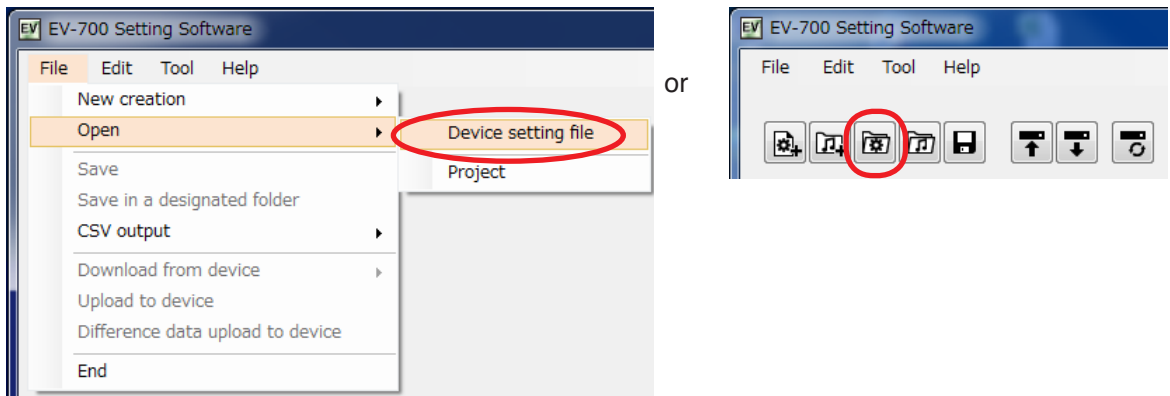 EV EV-700 Setting Software
File Edit Tool Help
New creation
Open
Device setting file
Project
Save
Save in a designated folder
CSV output
Download from device
Upload to device
Difference data upload to device
End
or
EV EV-700 Setting Software
File Edit Tool Help